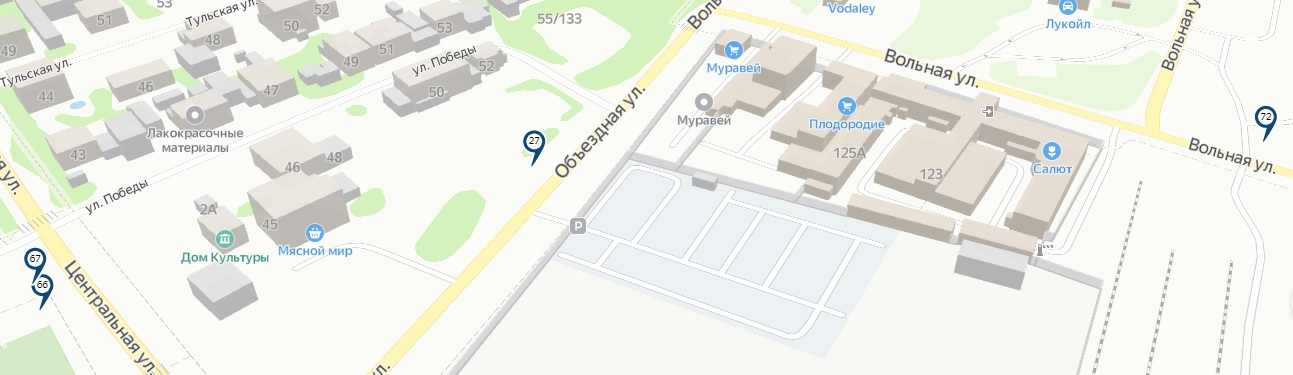 55/133
Vodaley
Лукойл
Вольная ул.
Воль
Тульская ул.
50
53
51
48
49
51
52
ул. Победы
49
Тульская ул.
46
47
44
50
Муравей
Вольная ул.
Объездная ул.
Муравей
Плодородие
72
Лакокрасочные
материалы
43
27
125А
Вольная ул.
46
48
Салют
123
ул. Победы
2А
45
P
Дом Культуры
Мясной мир
67
66
Центральная ул.
ул.